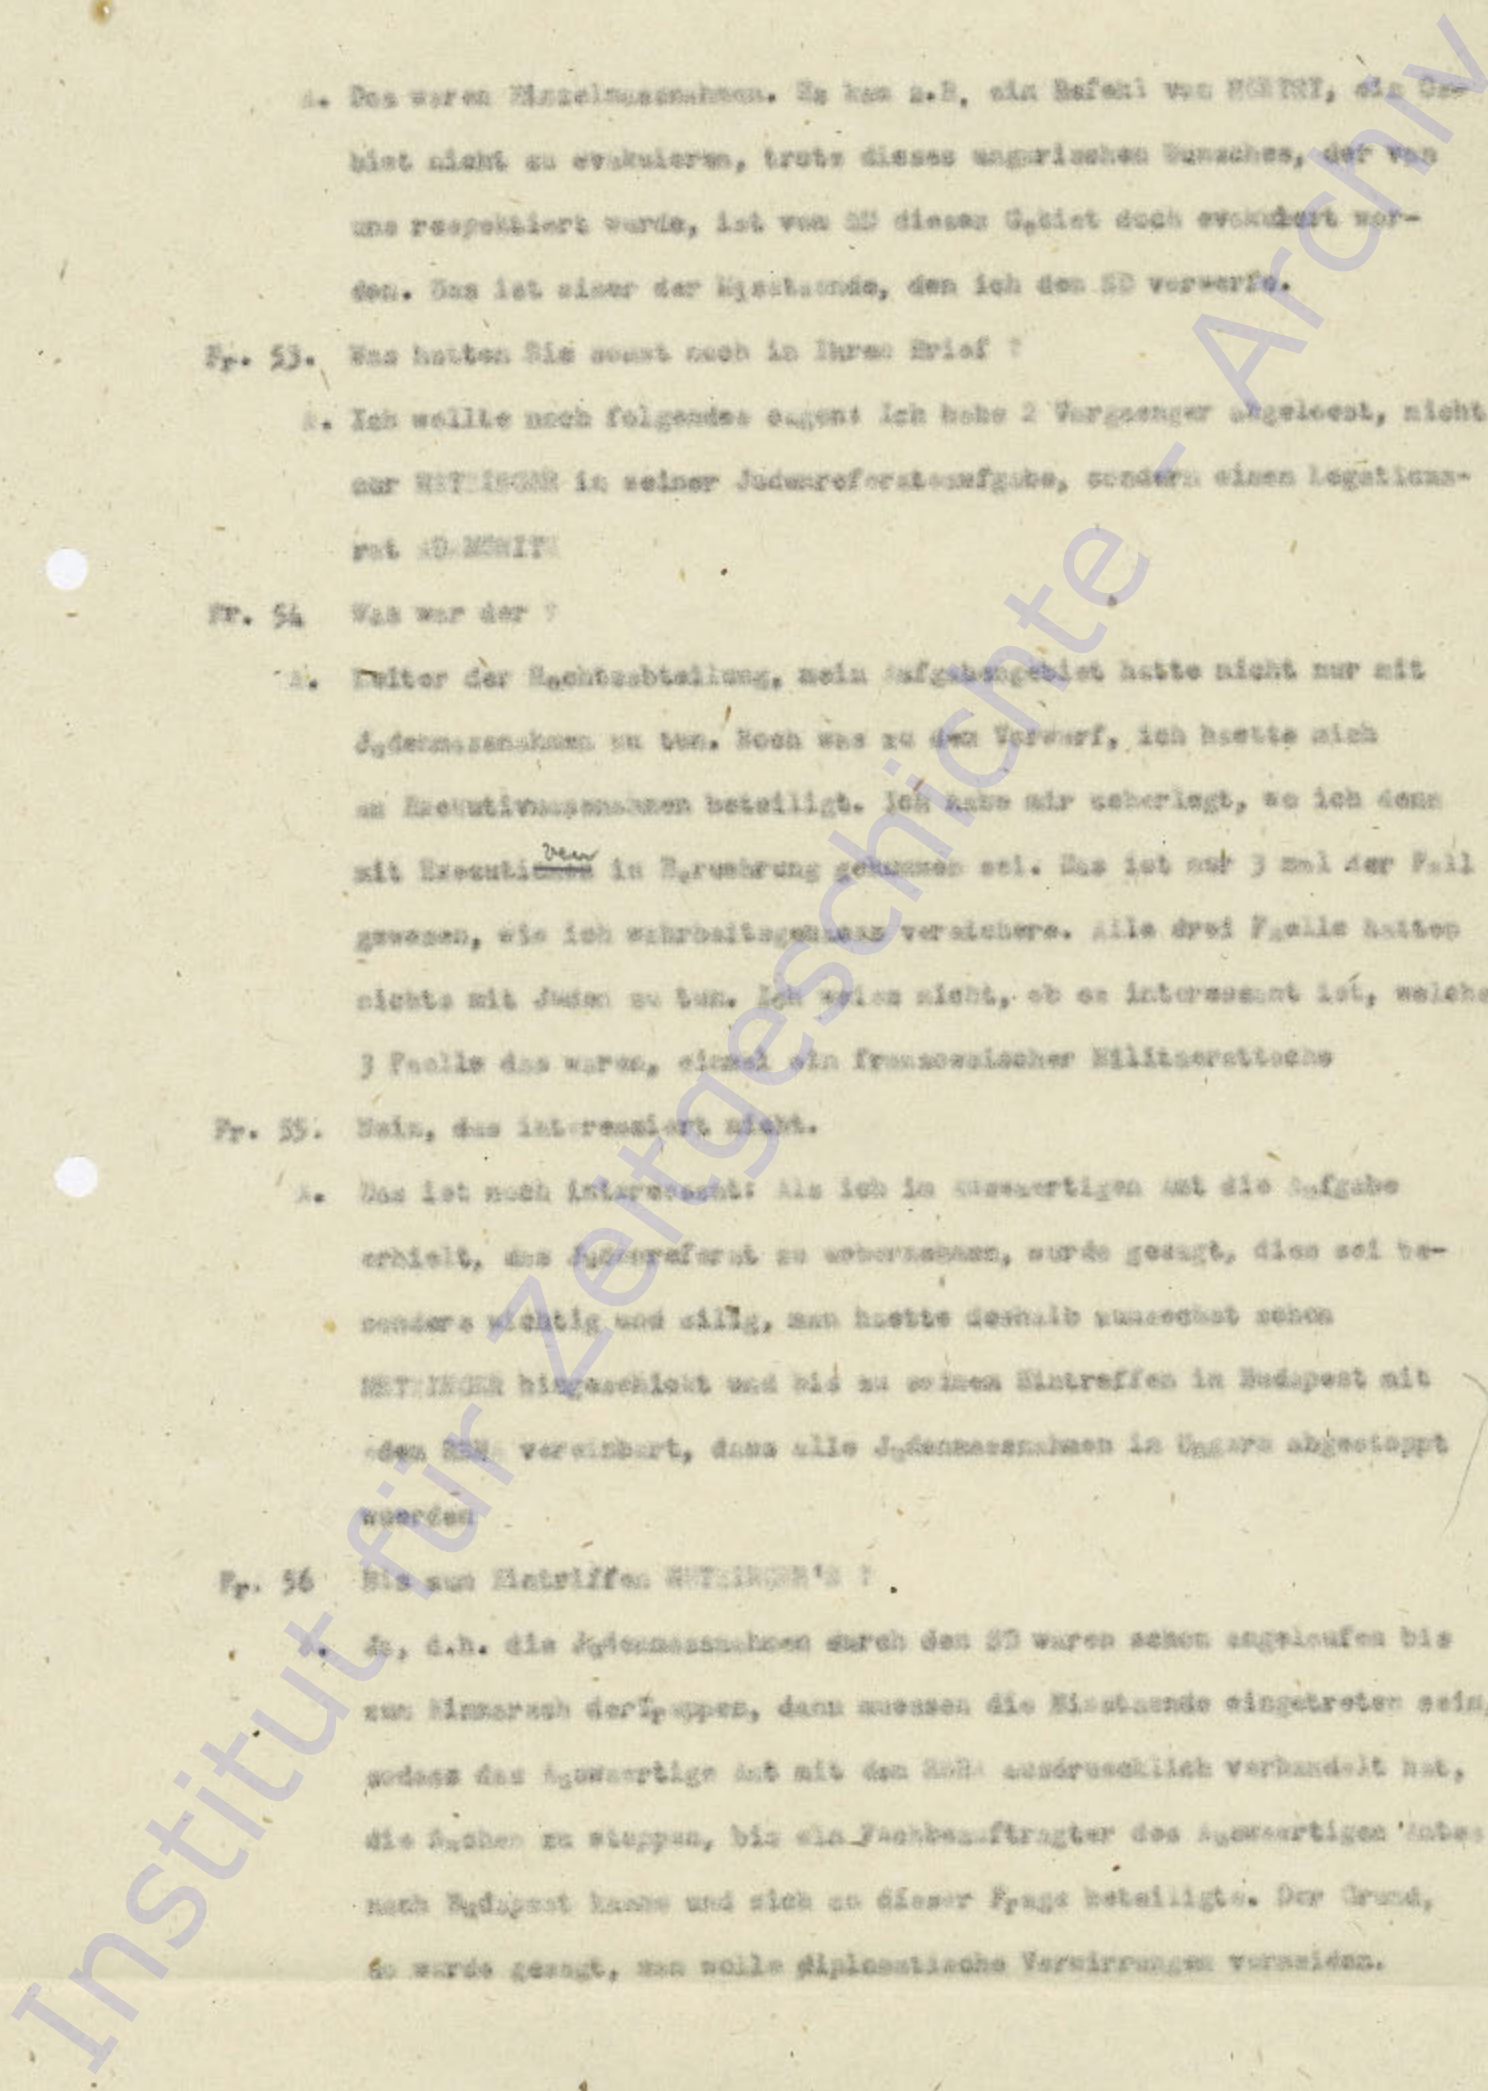 A. Das waren Einzelmassnahmen. Es kam z.B. ein Befehl von HORTHY, ein Ge-
biet nicht zu evakuieren, trotz dieses ungarischen Wunsches, der von
uns respektiert wurde, ist vom SD dieses Gebiet doch evakuiert wor-
den. Das ist einer der Misstaende, den ich dem SD vorwerfe.
Fr. 53. Was hatten Sie sonst noch in Ihrem Brief ?
A. Ich wollte noch folgendes sagen: Ich habe 2 Vorgaenger abgeloest, nicht
nur HETZINGER in seiner Judenreferatsaufgabe, sondern einen Legations-
rat
Fr. 54 Was war der ?
A. Leiter der Rechtsabteilung, mein Aufgabengebiet hatte nicht nur mit
Judenmassnahmen zu tun. Noch was zu dem Vorwurf, ich haette mich
an Executivmassnahmen beteiligt. Ich habe mir ueberlegt, wo ich denn
mit Executiven in Beruehrung gekommen sei. Das ist nur 3 mal der Fall
gewesen, wie ich wahrheitsgemaess versichere. Alle drei Faelle hatten
nichts mit Juden zu tun. Ich weiss nicht, ob es interessant ist, welche
3 Faelle das waren, einmal ein franzoesischer Militaerattache
Fr. 55. Nein, das interessiert nicht.
A. Das ist noch interessant: Als ich im Auswaertigen Amt die Aufgabe
erhielt, das Judenreferat zu uebernehmen, wurde gesagt, dies sei be-
sonders wichtig und eilig, man haette deshalb zunaechst schon
HETZINGER hingeschickt und bis zu seinem Eintreffen in Budapest mit
dem RSHA vereinbart, dass alle Judenmassnahmen in Ungarn abgestoppt
wuerden
Fr. 56 Bis zum Eintriffen HETZINGER'S ?
A. Ja, d.h. die Judenmassnahmen durch den SD waren schon angelaufen bis
zum Einmarsch der Truppen, dann muessen die Misstaende eingetreten sein,
sodass das Auswaertige Amt mit dem RSHA ausdruecklich verhandelt hat,
die Sachen zu stoppen, bis ein Fachbeauftragter des Auswaertigen Amtes
nach Budapest kaeme und sich an dieser Frage beteiligte. Der Grund,
so wurde gesagt, man wolle diplomatische Verwirrungen vermeiden.
Institut für Zeitgeschichte - Archiv